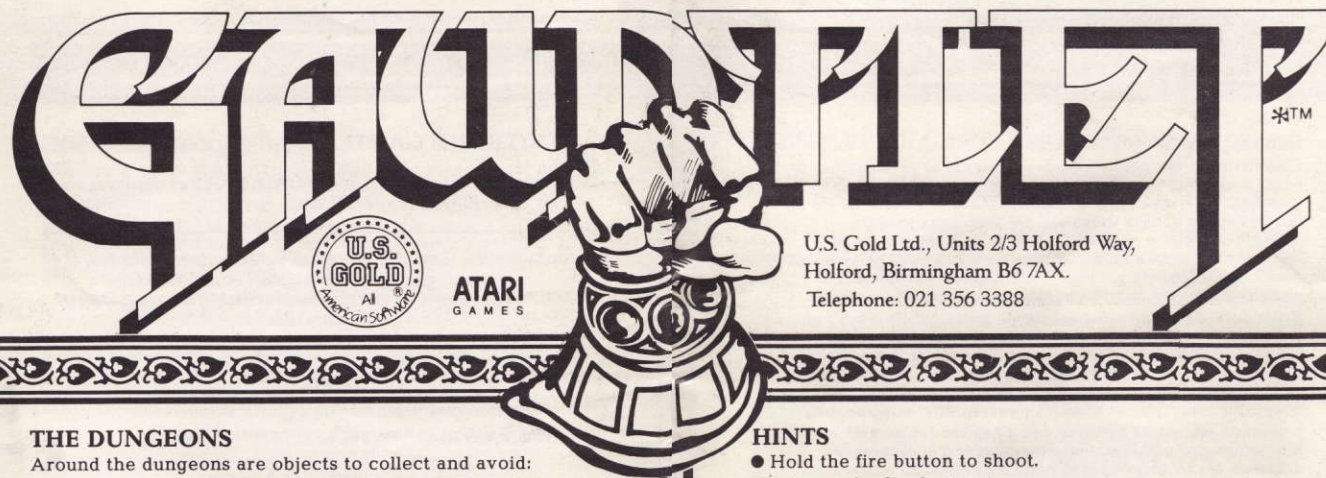 GAUNTLET
*TM
U.S.
GOLD
®
All
American Software
ATARI
GAMES
U.S. Gold Ltd., Units 2/3 Holford Way,
Holford, Birmingham B6 7AX.
Telephone: 021 356 3388
THE DUNGEONS
Around the dungeons are objects to collect and avoid:
HINTS
● Hold the fire button to shoot.